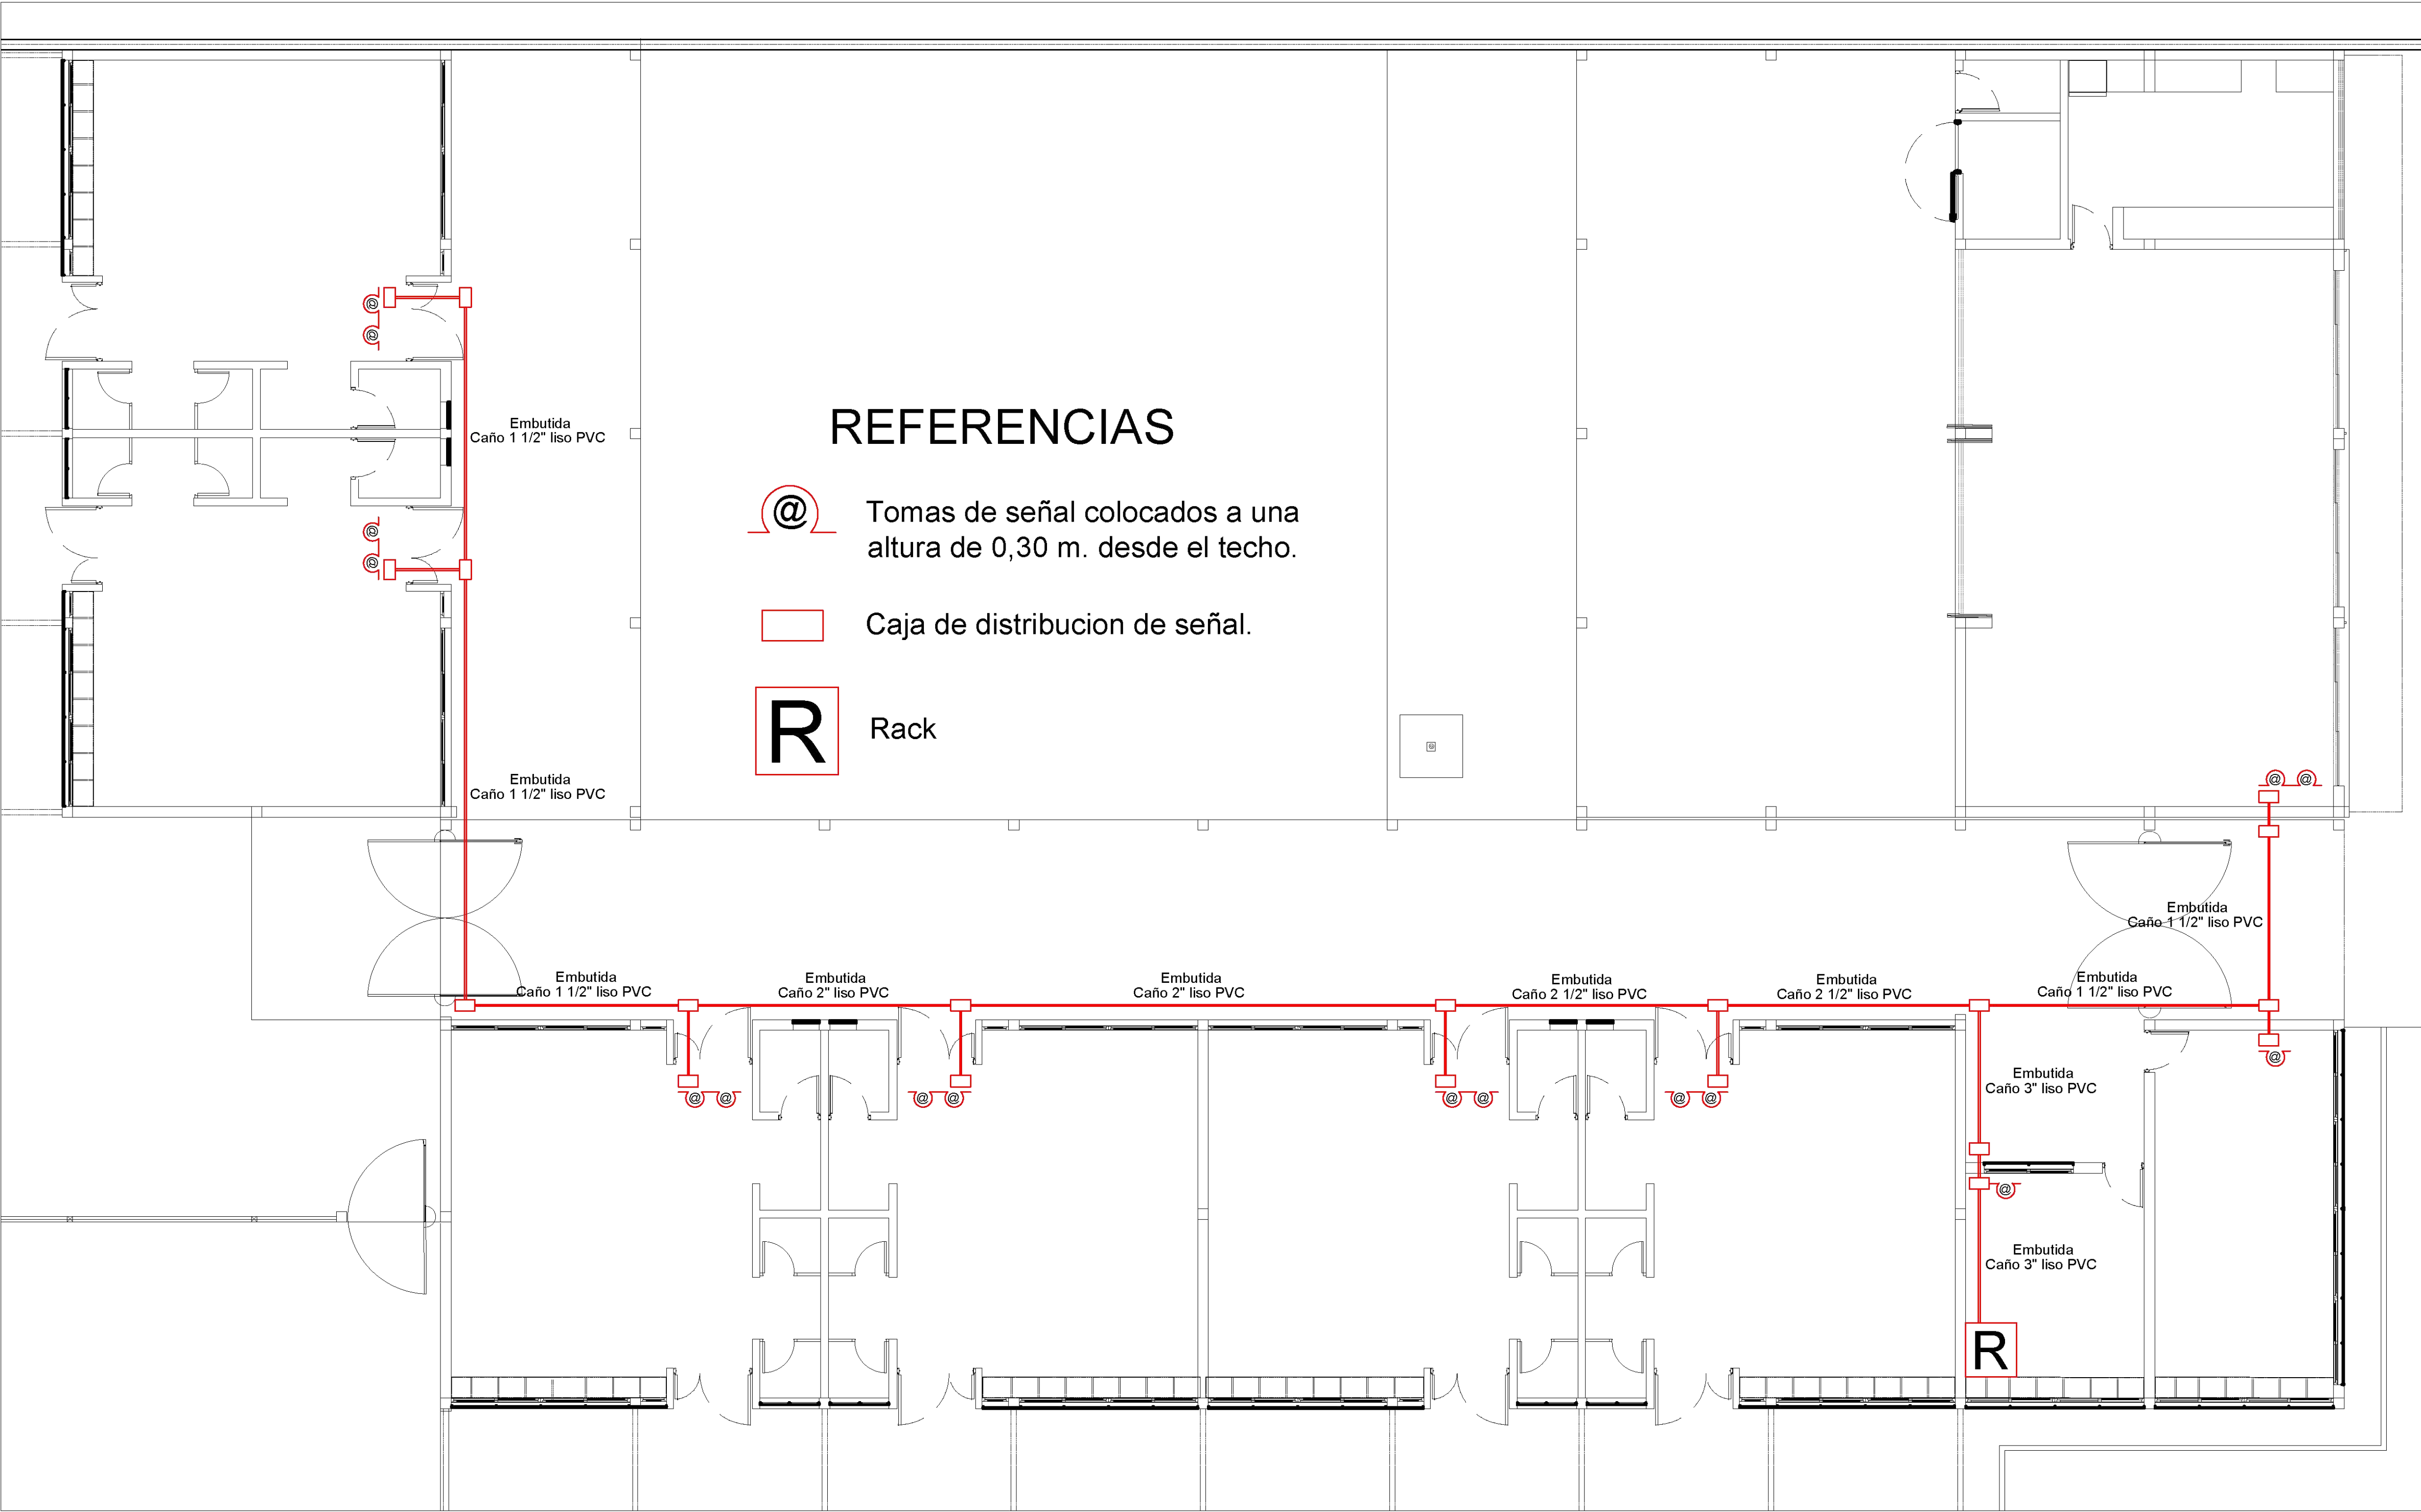 Embutida
Caño 1 1/2" liso PVC
REFERENCIAS
@
@
@
Tomas de señal colocados a una
altura de 0,30 m. desde el techo.
@
@
Caja de distribucion de señal.
R
Rack
Embutida
Caño 1 1/2" liso PVC
@ @
Embutida
Caño 1 1/2" liso PVC
Embutida
Caño 1 1/2" liso PVC
Embutida
Caño 2" liso PVC
Embutida
Caño 2" liso PVC
Embutida
Caño 2 1/2" liso PVC
Embutida
Caño 2 1/2" liso PVC
Embutida
Caño 1 1/2" liso PVC
@
Embutida
Caño 3" liso PVC
@ @
@ @
@ @
@ @
@
Embutida
Caño 3" liso PVC
R